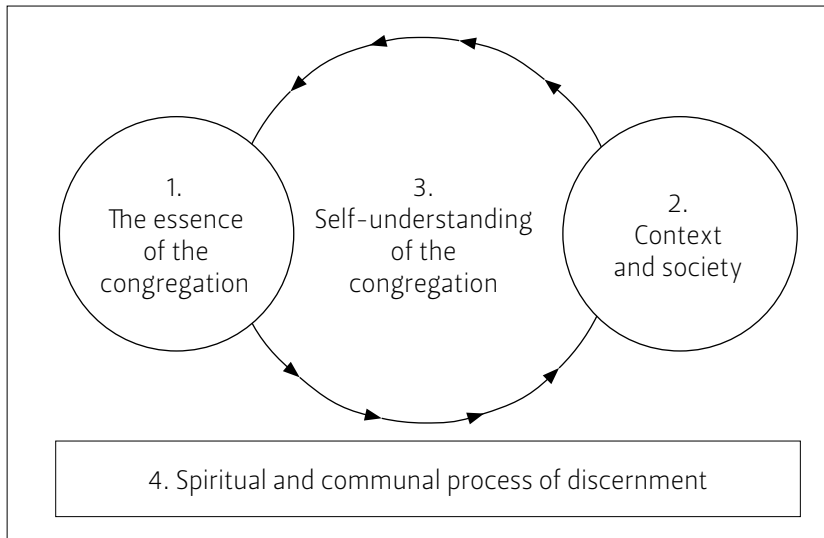 1.
The essence
of the
congregation
3.
Self-understanding
of the
congregation
2.
Context
and society
4. Spiritual and communal process of discernment